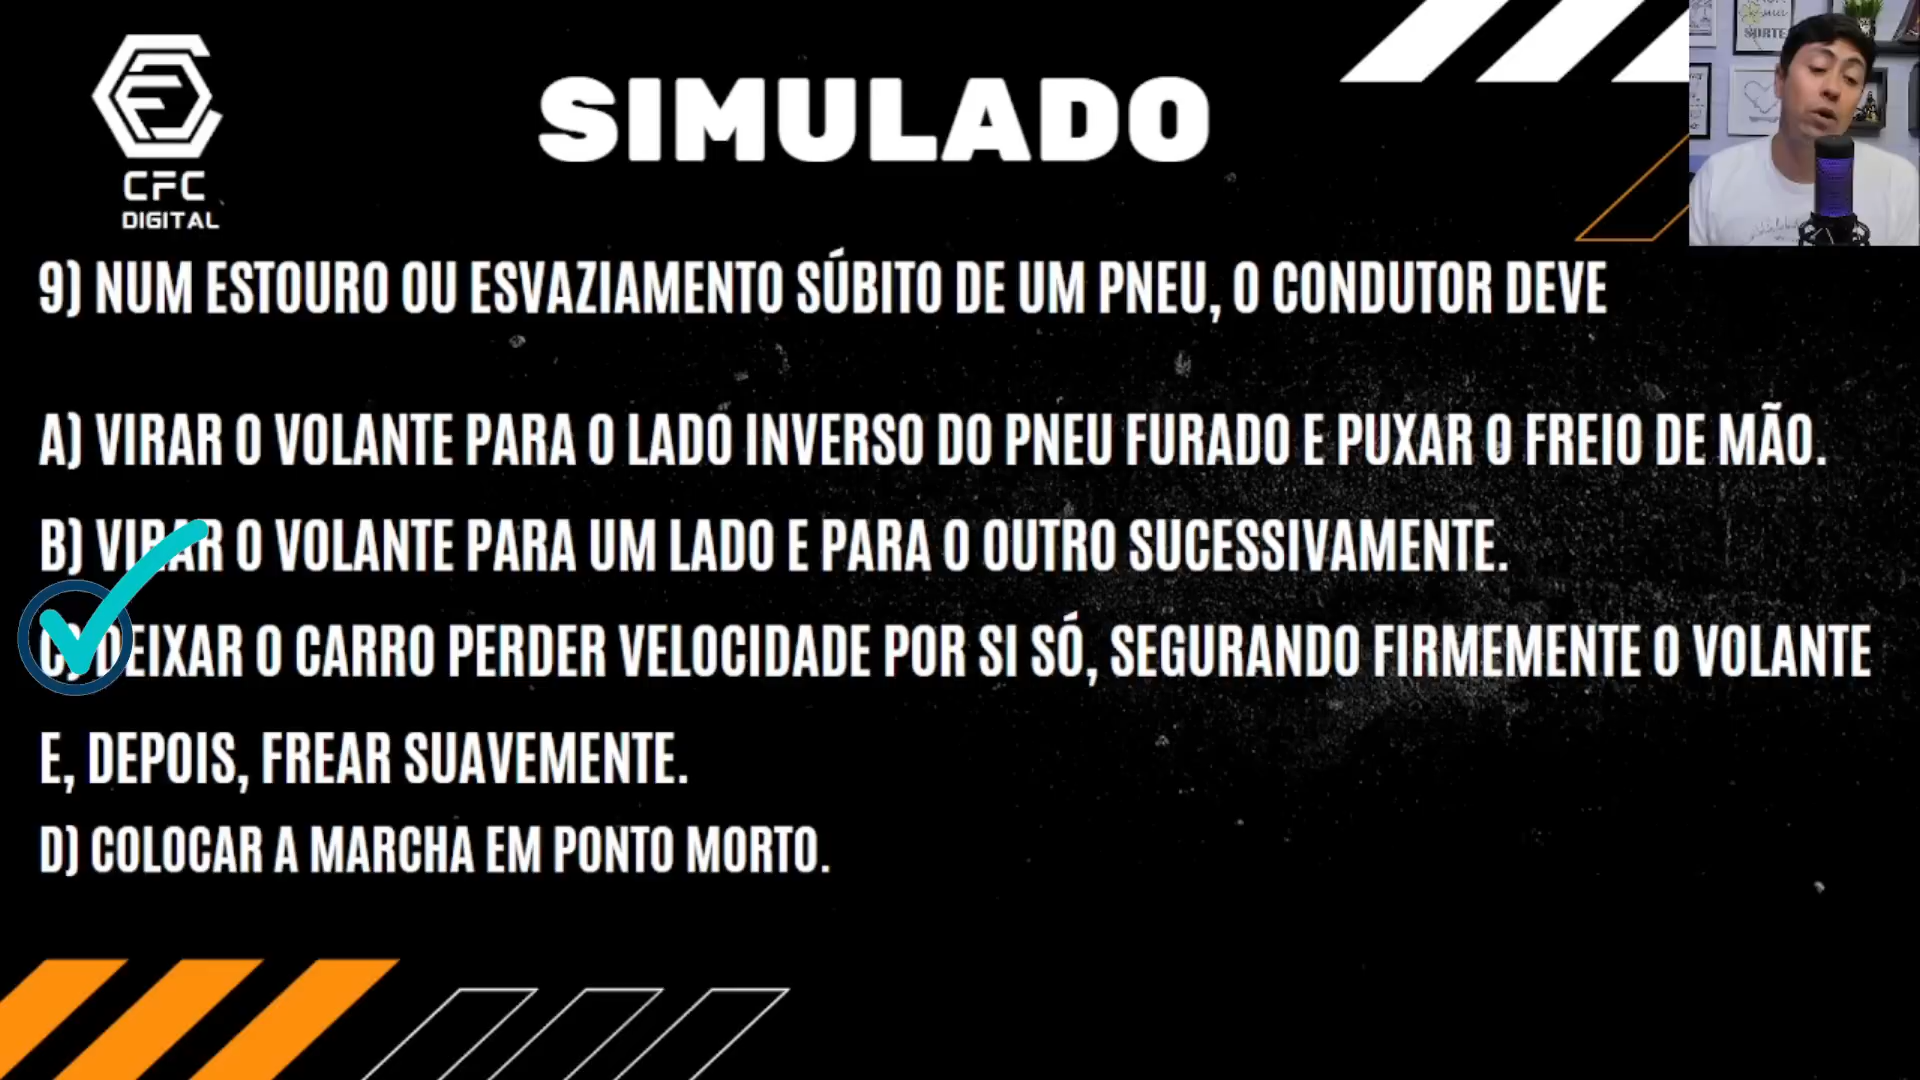 CFC
DIGITAL
SIMULADO
SORTE
9) NUM ESTOURO OU ESVAZIAMENTO SÚBITO DE UM PNEU, O CONDUTOR DEVE
A) VIRAR O VOLANTE PARA O LADO INVERSO DO PNEU FURADO E PUXAR O FREIO DE MÃO.
B) VIRAR O VOLANTE PARA UM LADO E PARA O OUTRO SUCESSIVAMENTE.
C) DEIXAR O CARRO PERDER VELOCIDADE POR SI SÓ, SEGURANDO FIRMEMENTE O VOLANTE
E, DEPOIS, FREAR SUAVEMENTE.
D) COLOCAR A MARCHA EM PONTO MORTO.